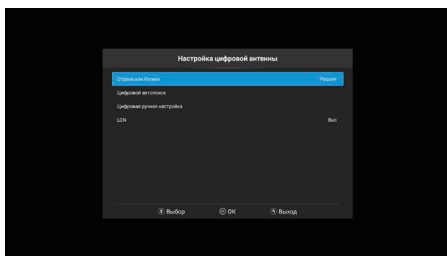 Настройка цифровой антенны
Страна или Регион Россия
Цифровой автопоиск
Цифровая ручная настройка
LCN Вкл
Выбор OK Выход